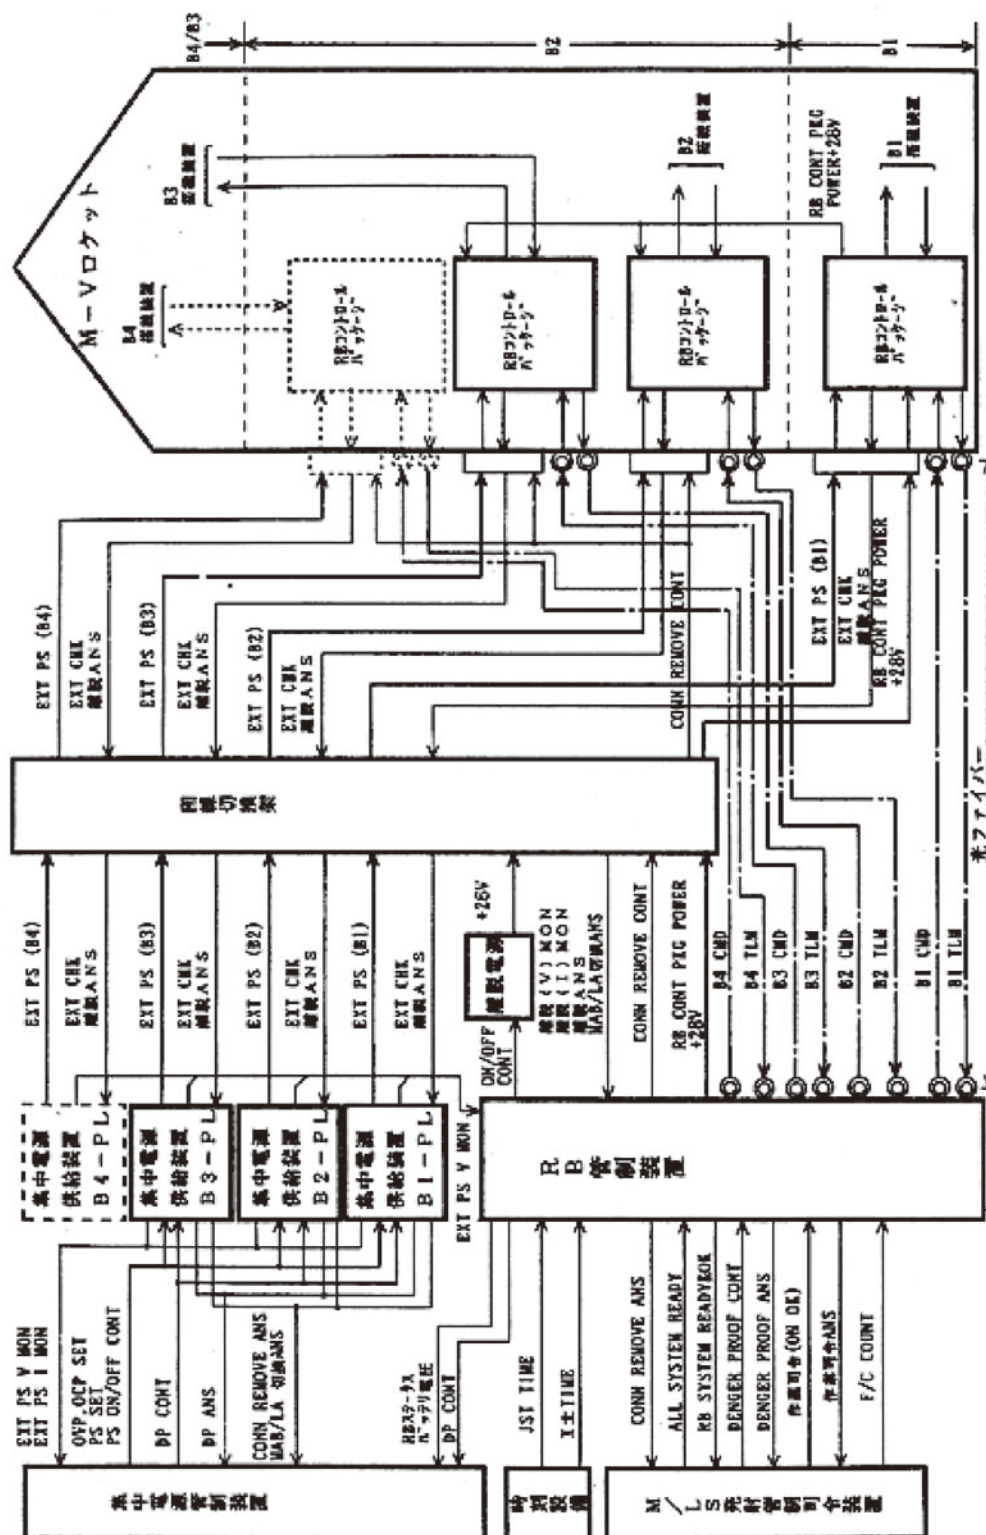 B4/B3
B2
B1
M－Vロケット
B4
搭載装置
B3
搭載装置
B2
搭載装置
B1
搭載装置
RB CONT PKG
POWER+28V
RBコントロール
パッケージ
RBコントロール
パッケージ
RBコントロール
パッケージ
RBコントロール
パッケージ
EXT PS (B4)
EXT CHK
離脱ANS
EXT PS (B3)
EXT CHK
離脱ANS
EXT PS (B2)
EXT CHK
離脱ANS
CONN REMOVE CONT
EXT PS (B1)
EXT CHK
離脱ANS
RB CONT PKG POWER
+28V
回線切換架
光ファイバー
EXT PS (B4)
EXT CHK
離脱ANS
EXT PS (B3)
EXT CHK
離脱ANS
EXT PS (B2)
EXT CHK
離脱ANS
EXT PS (B1)
EXT CHK
離脱ANS
離脱電源
+26V
ON/OFF
CONT
離脱(V)MON
離脱(I)MON
離脱ANS
MAB/LA切換ANS
CONN REMOVE CONT
RB CONT PKG POWER
+28V
B4 CMD
B4 TLM
B3 CMD
B3 TLM
B2 CMD
B2 TLM
B1 CMD
B1 TLM
集中電源
供給装置
B4－PL
集中電源
供給装置
B3－PL
集中電源
供給装置
B2－PL
集中電源
供給装置
B1－PL
EXT PS V MON
RB
管制装置
EXT PS V MON
EXT PS I MON
OVP,OCP SET
PS SET
PS ON/OFF CONT
DP CONT
DP ANS
CONN REMOVE ANS
MAB/LA 切換ANS
RBステータス
バッテリ電圧
DP CONT
JST TIME
X±TIME
CONN REMOVE ANS
ALL SYSTEM READY
RB SYSTEM READY&OK
DENGER PROOF CONT
DENGER PROOF ANS
作業司令(ON OK)
作業司令ANS
F/C COUNT
集中電源管制装置
時刻設備
M/LS発射管制司令装置